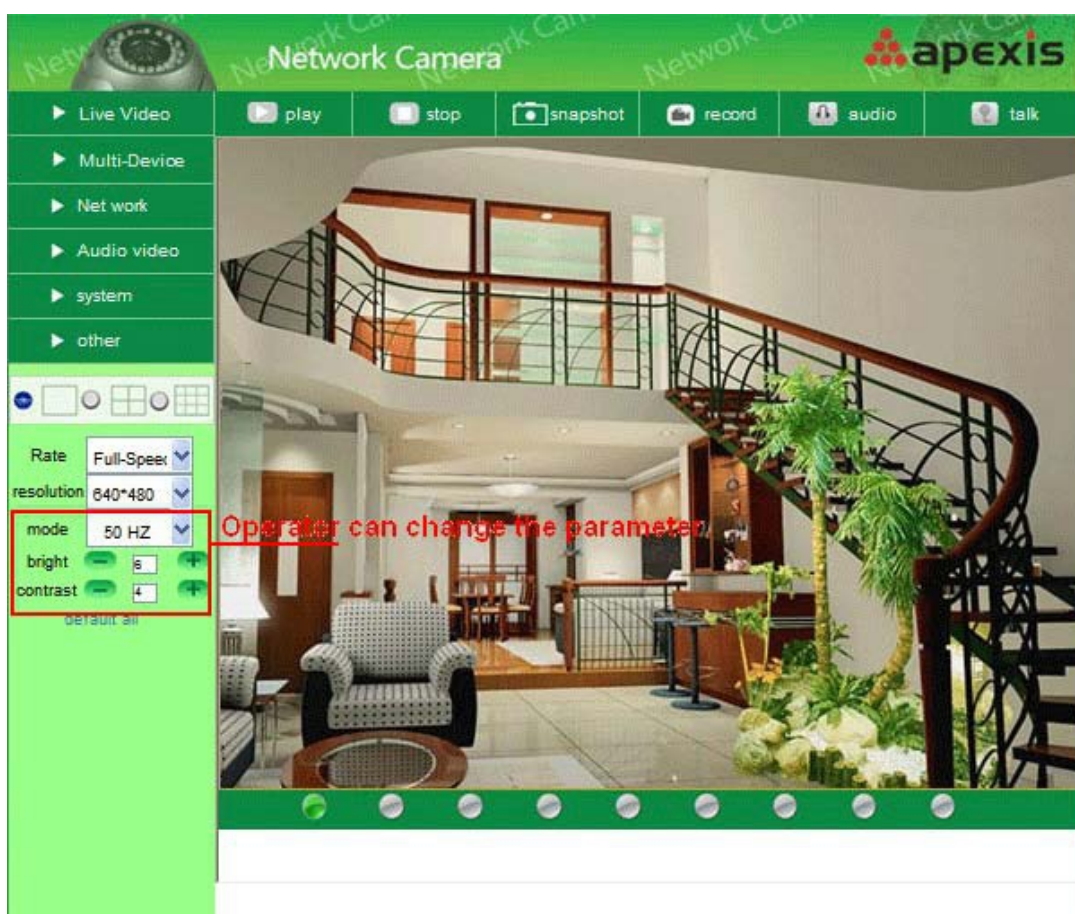 Network Camera
apexis
Live Video
play
stop
snapshot
record
audio
talk
Multi-Device
Net work
Audio video
system
other
Rate
Full-Speec
resolution
640*480
mode
50 HZ
Operator can change the parameter.
bright
6
contrast
4
default all